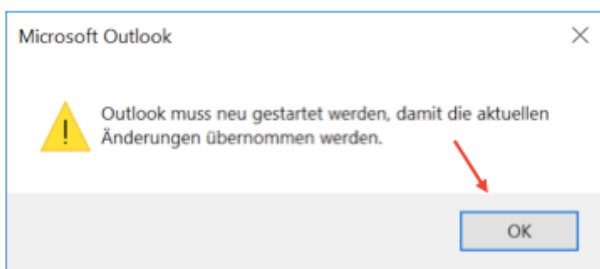 Microsoft Outlook
Outlook muss neu gestartet werden, damit die aktuellen
Änderungen übernommen werden.
OK